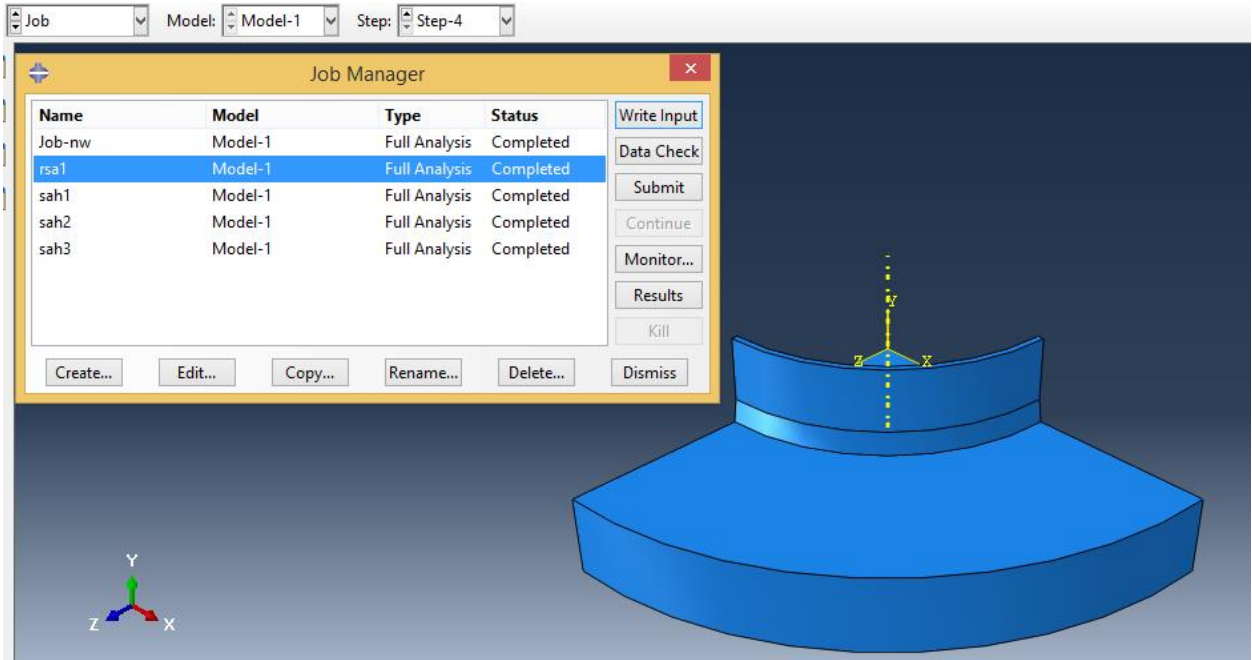 Job Model: Model-1 Step: Step-4
Job Manager
Name Model Type Status
Job-nw Model-1 Full Analysis Completed
rsa1 Model-1 Full Analysis Completed
sah1 Model-1 Full Analysis Completed
sah2 Model-1 Full Analysis Completed
sah3 Model-1 Full Analysis Completed
Write Input
Data Check
Submit
Continue
Monitor...
Results
Kill
Create... Edit... Copy... Rename... Delete... Dismiss
Y
Z X
Y
Z X